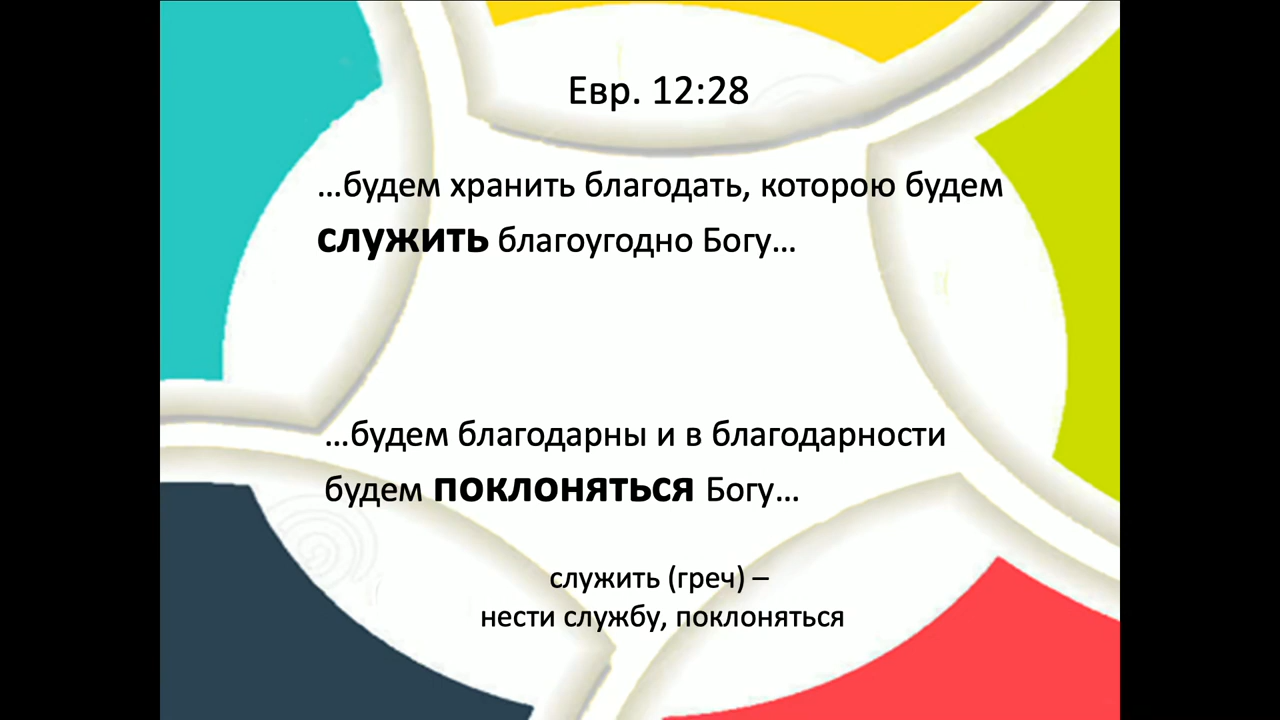 Евр. 12:28
…будем хранить благодать, которою будем
служить благоугодно Богу…
…будем благодарны и в благодарности
будем поклоняться Богу…
служить (греч) –
нести службу, поклоняться